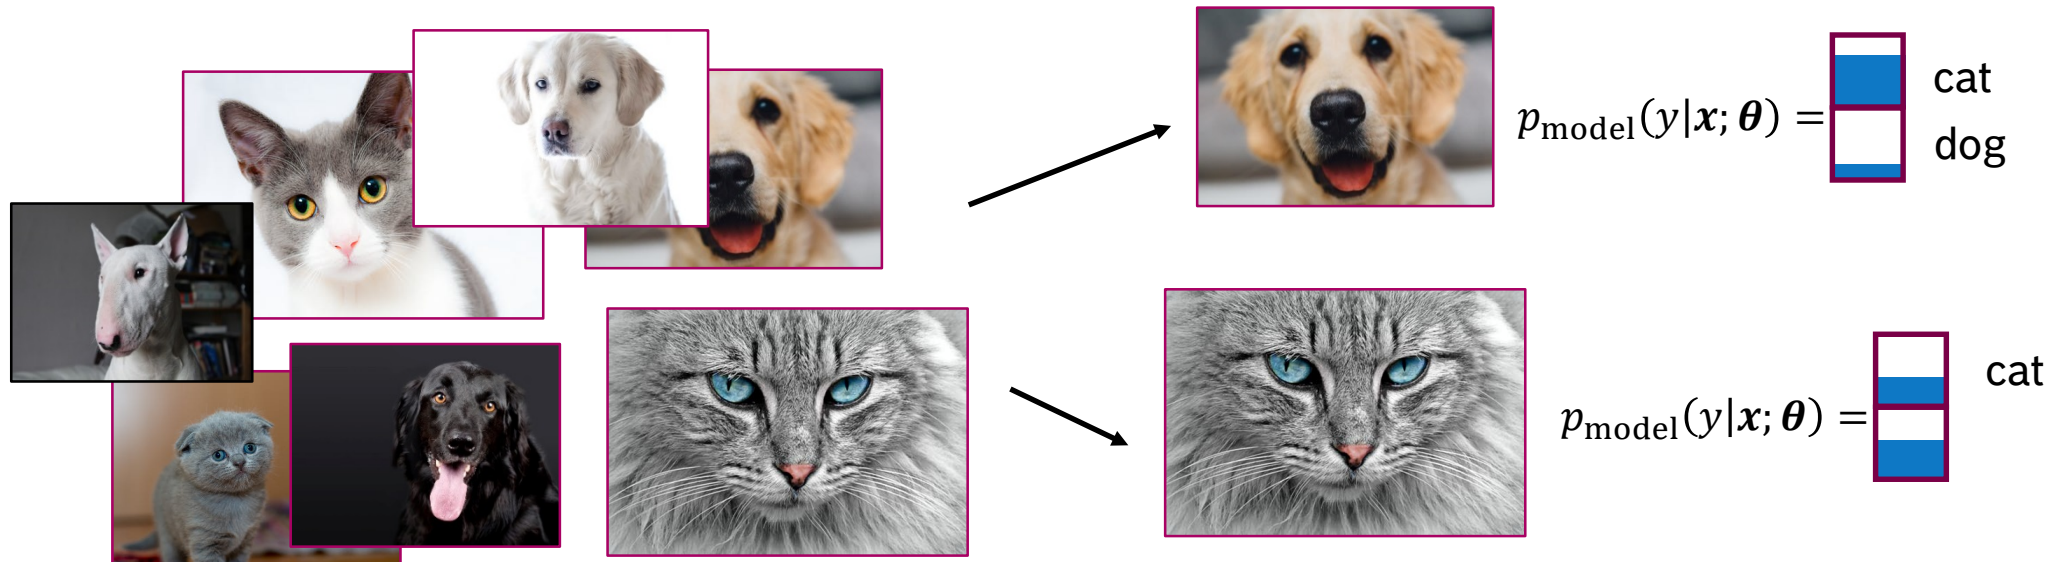 p_model(y|x; θ) =
cat
dog
p_model(y|x; θ) =
cat